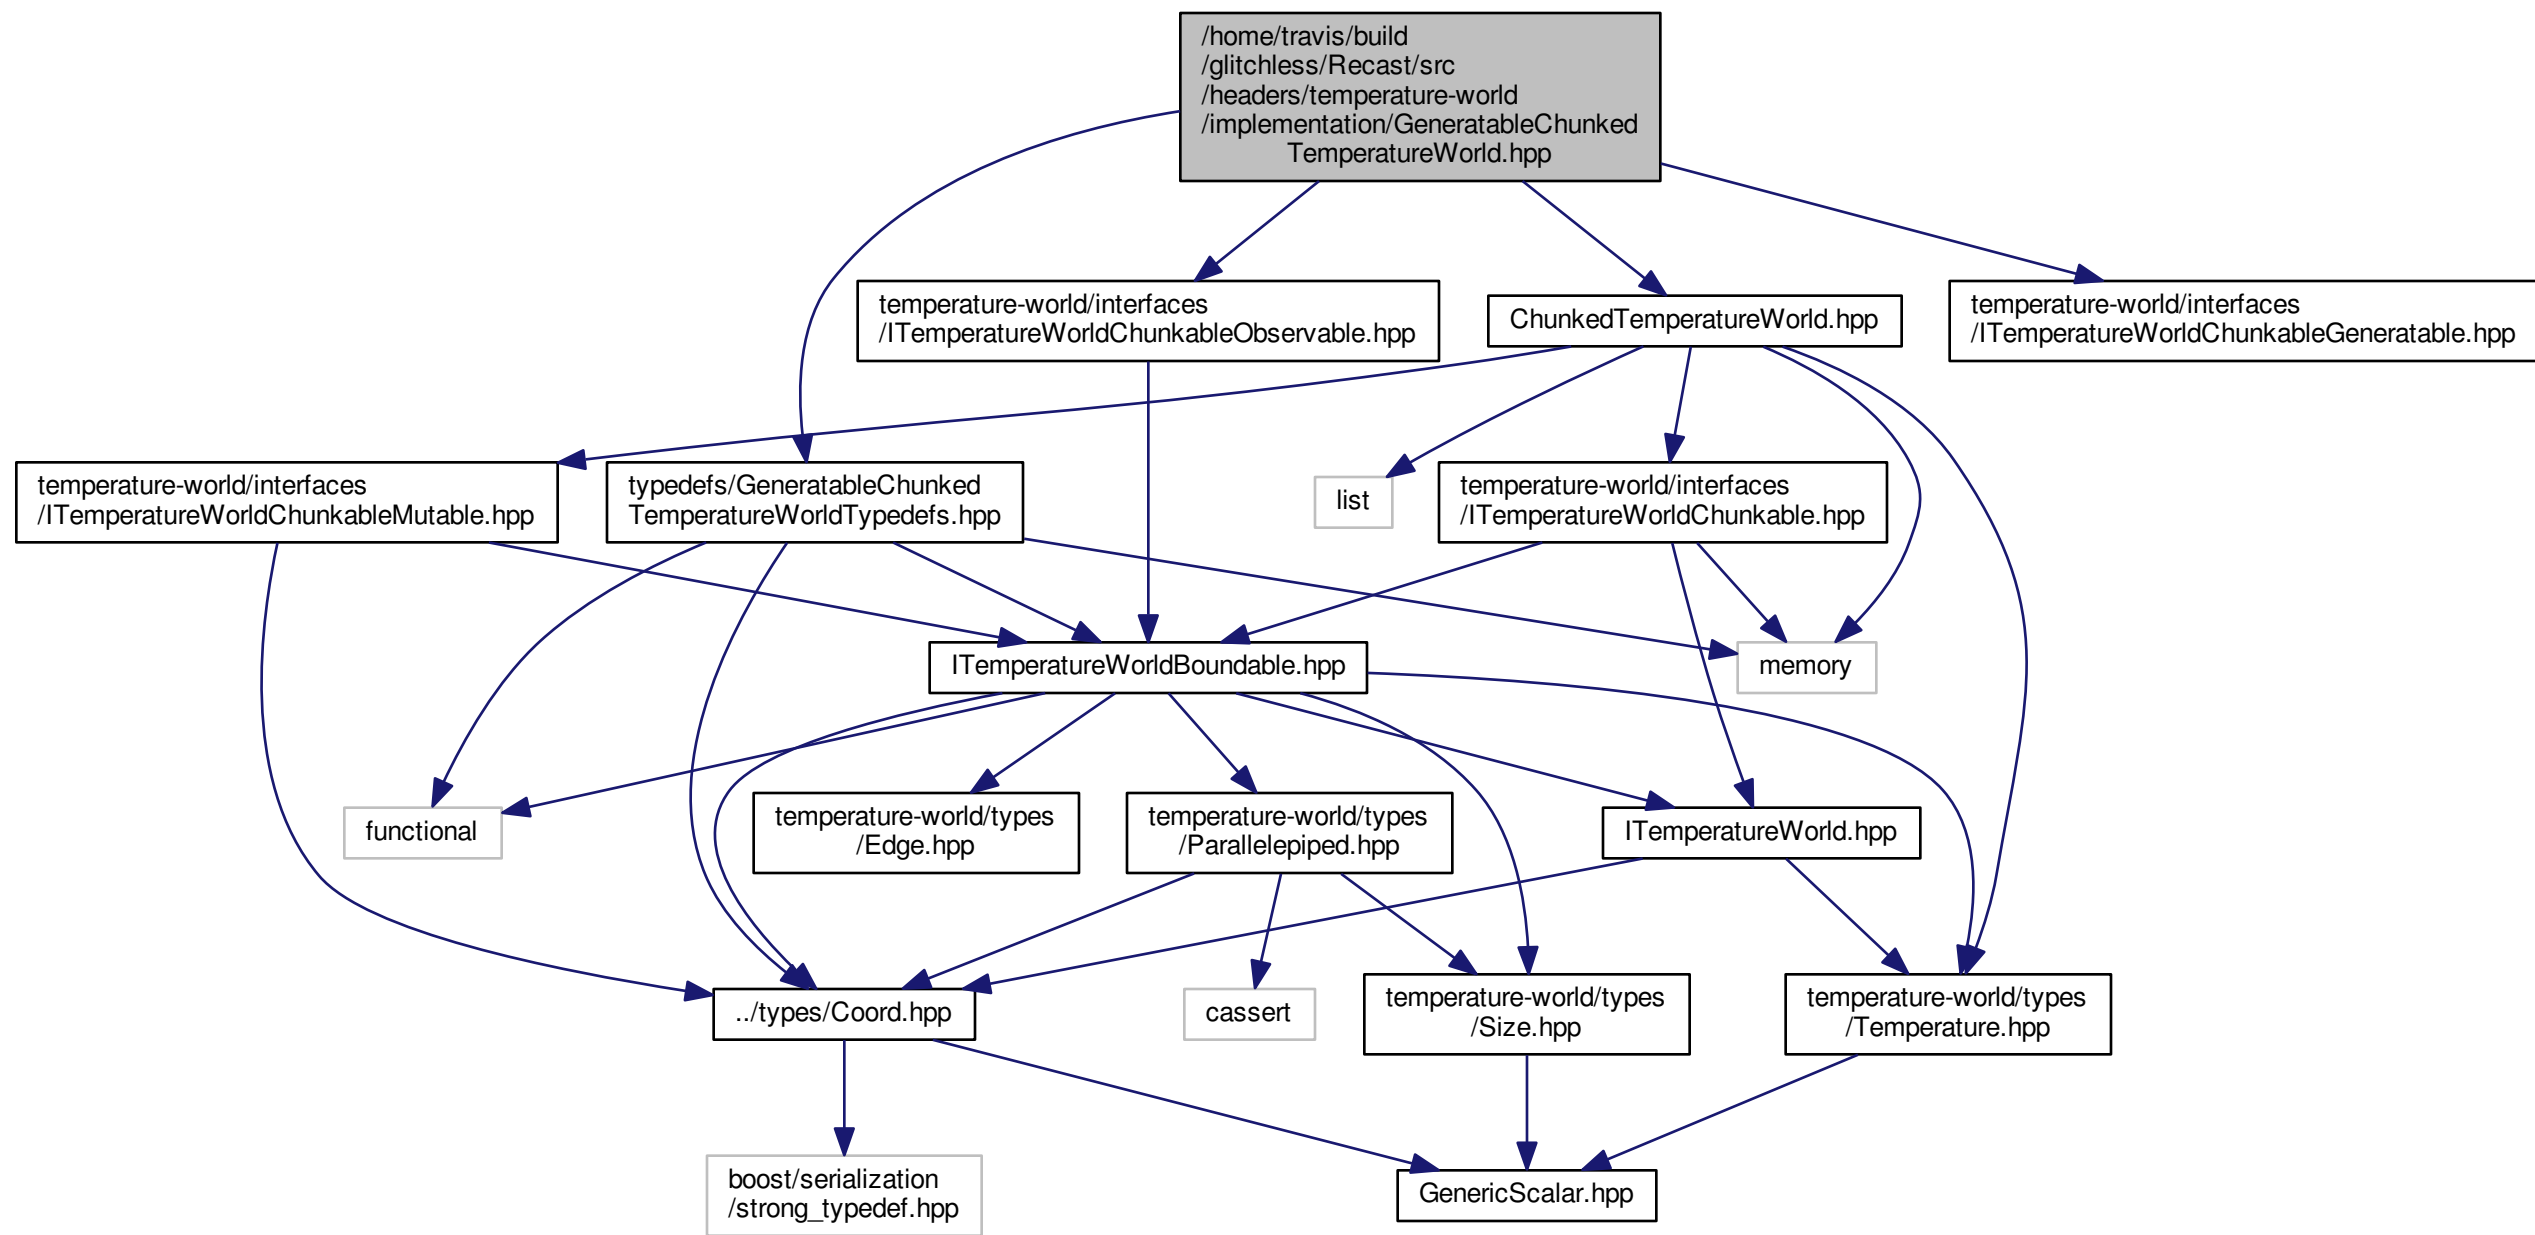 /home/travis/build
/glitchless/Recast/src
/headers/temperature-world
/implementation/GeneratableChunked
TemperatureWorld.hpp
temperature-world/interfaces
/ITemperatureWorldChunkableObservable.hpp
ChunkedTemperatureWorld.hpp
temperature-world/interfaces
/ITemperatureWorldChunkableGeneratable.hpp
temperature-world/interfaces
/ITemperatureWorldChunkableMutable.hpp
typedefs/GeneratableChunked
TemperatureWorldTypedefs.hpp
list
temperature-world/interfaces
/ITemperatureWorldChunkable.hpp
ITemperatureWorldBoundable.hpp
memory
functional
temperature-world/types
/Edge.hpp
temperature-world/types
/Parallelepiped.hpp
ITemperatureWorld.hpp
../types/Coord.hpp
cassert
temperature-world/types
/Size.hpp
temperature-world/types
/Temperature.hpp
boost/serialization
/strong_typedef.hpp
GenericScalar.hpp